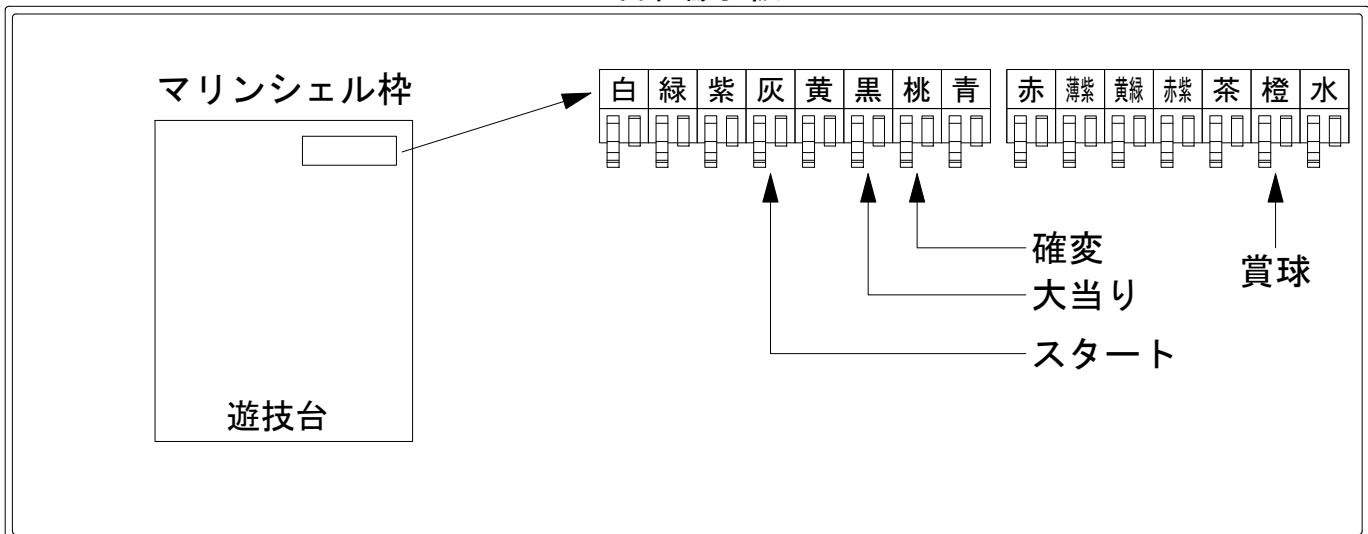 マリンシェル枠
白 緑 紫 灰 黄 黒 桃 青 赤 薄紫 黄緑 赤紫 茶 橙 水
確変
賞球
大当り
スタート
遊技台